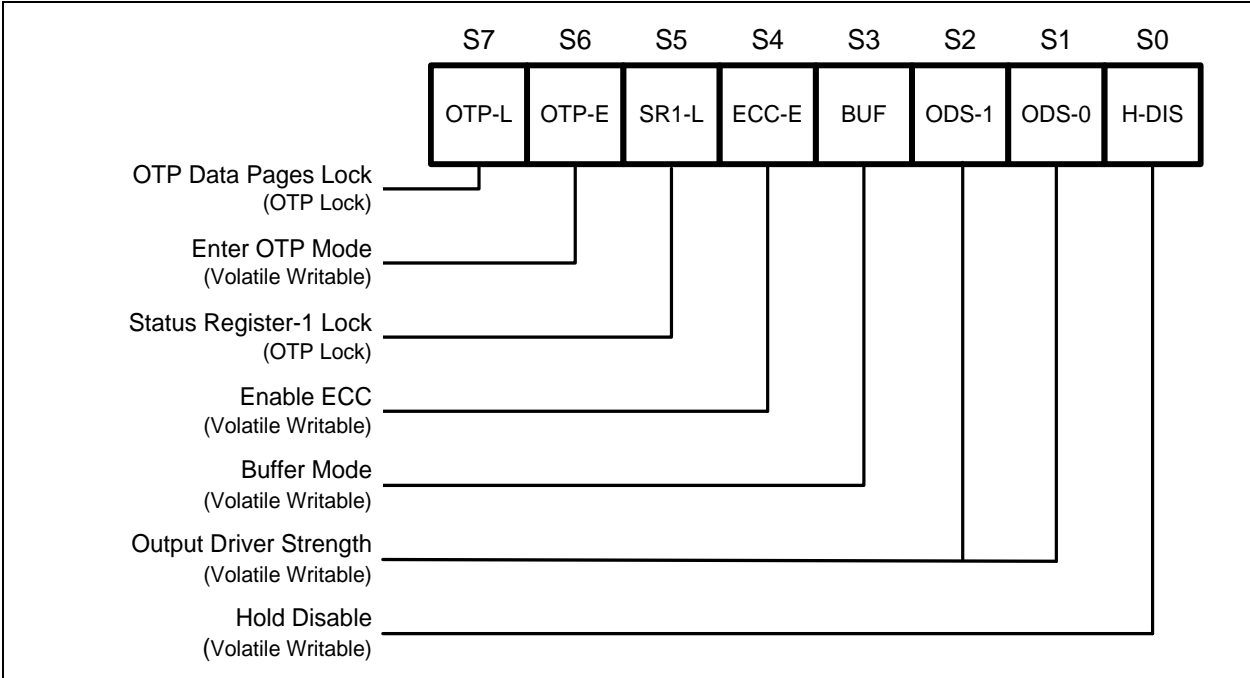 S7 S6 S5 S4 S3 S2 S1 S0
OTP-L OTP-E SR1-L ECC-E BUF ODS-1 ODS-0 H-DIS
OTP Data Pages Lock
(OTP Lock)
Enter OTP Mode
(Volatile Writable)
Status Register-1 Lock
(OTP Lock)
Enable ECC
(Volatile Writable)
Buffer Mode
(Volatile Writable)
Output Driver Strength
(Volatile Writable)
Hold Disable
(Volatile Writable)